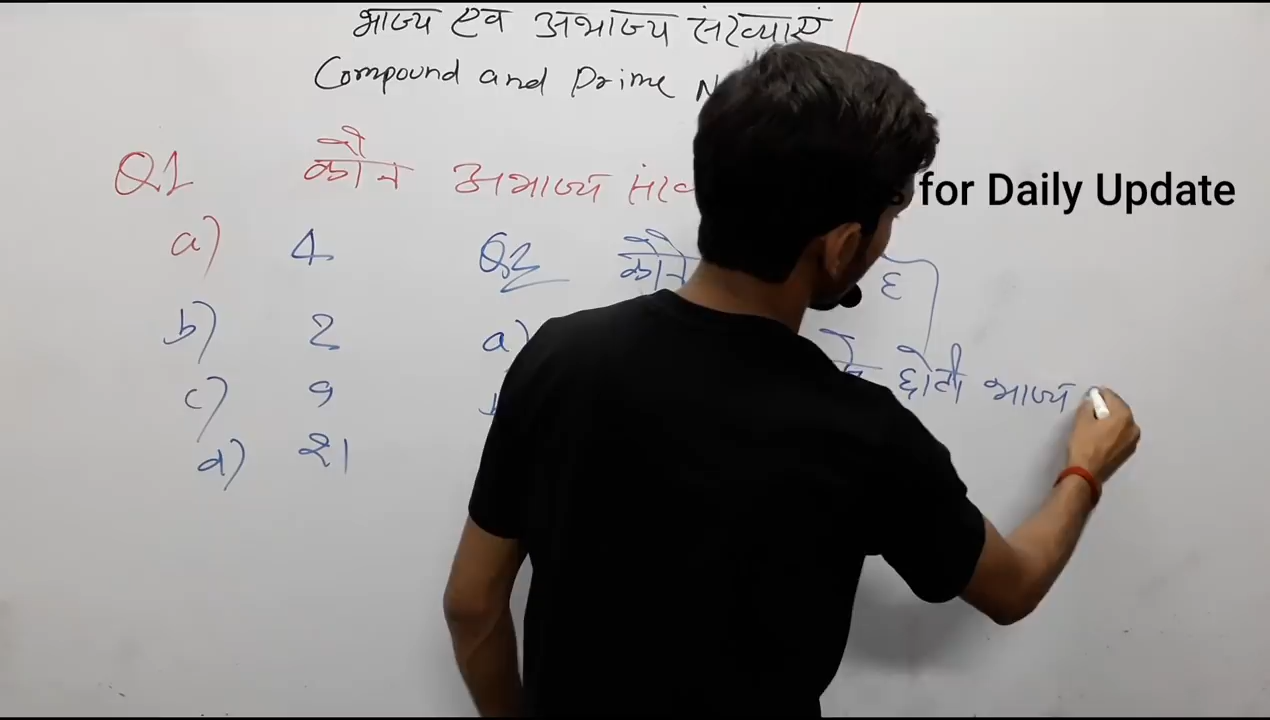 भाज्य एव अभाज्य संख्याएं
Compound and Prime
Q1 कौन अभाज्य
for Daily Update
a) 4
b) 2
c) 9
d) 21
Q2 कौन
a)
है
छोटी भाज्य